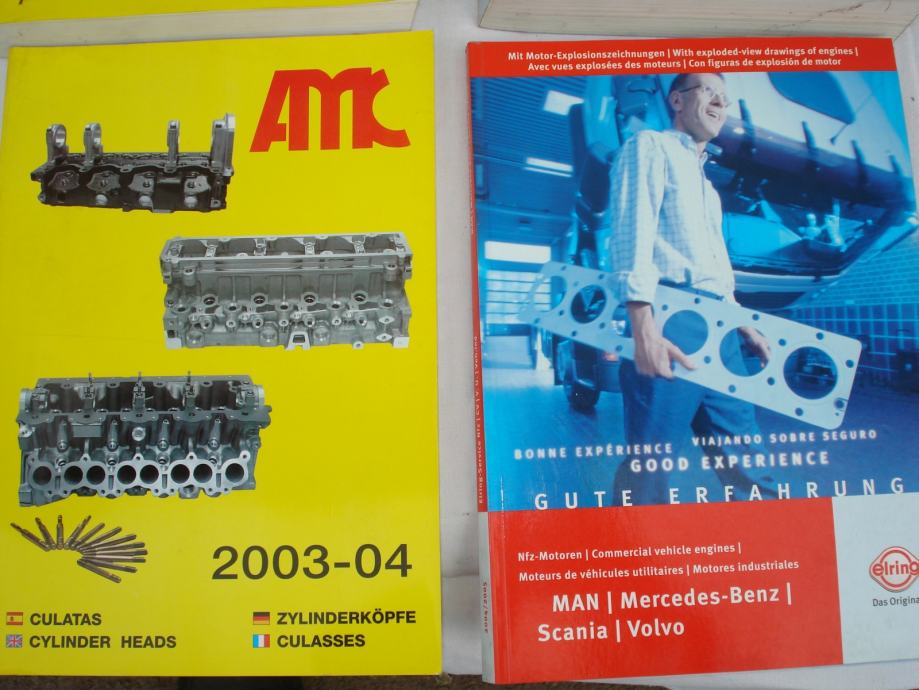 AMC
2003-04
CULATAS
CYLINDER HEADS
ZYLINDERKÖPFE
CULASSES
Mit Motor-Explosionszeichnungen | With exploded-view drawings of engines |
Avec vues explosées des moteurs | Con figuras de explosión de motor
BONNE EXPÉRIENCE VIAJANDO SOBRE SEGURO
GOOD EXPERIENCE
GUTE ERFAHRUNG
Nfz-Motoren | Commercial vehicle engines |
Moteurs de véhicules utilitaires | Motores industriales
MAN | Mercedes-Benz |
Scania | Volvo
elring
Das Original
2004/2005